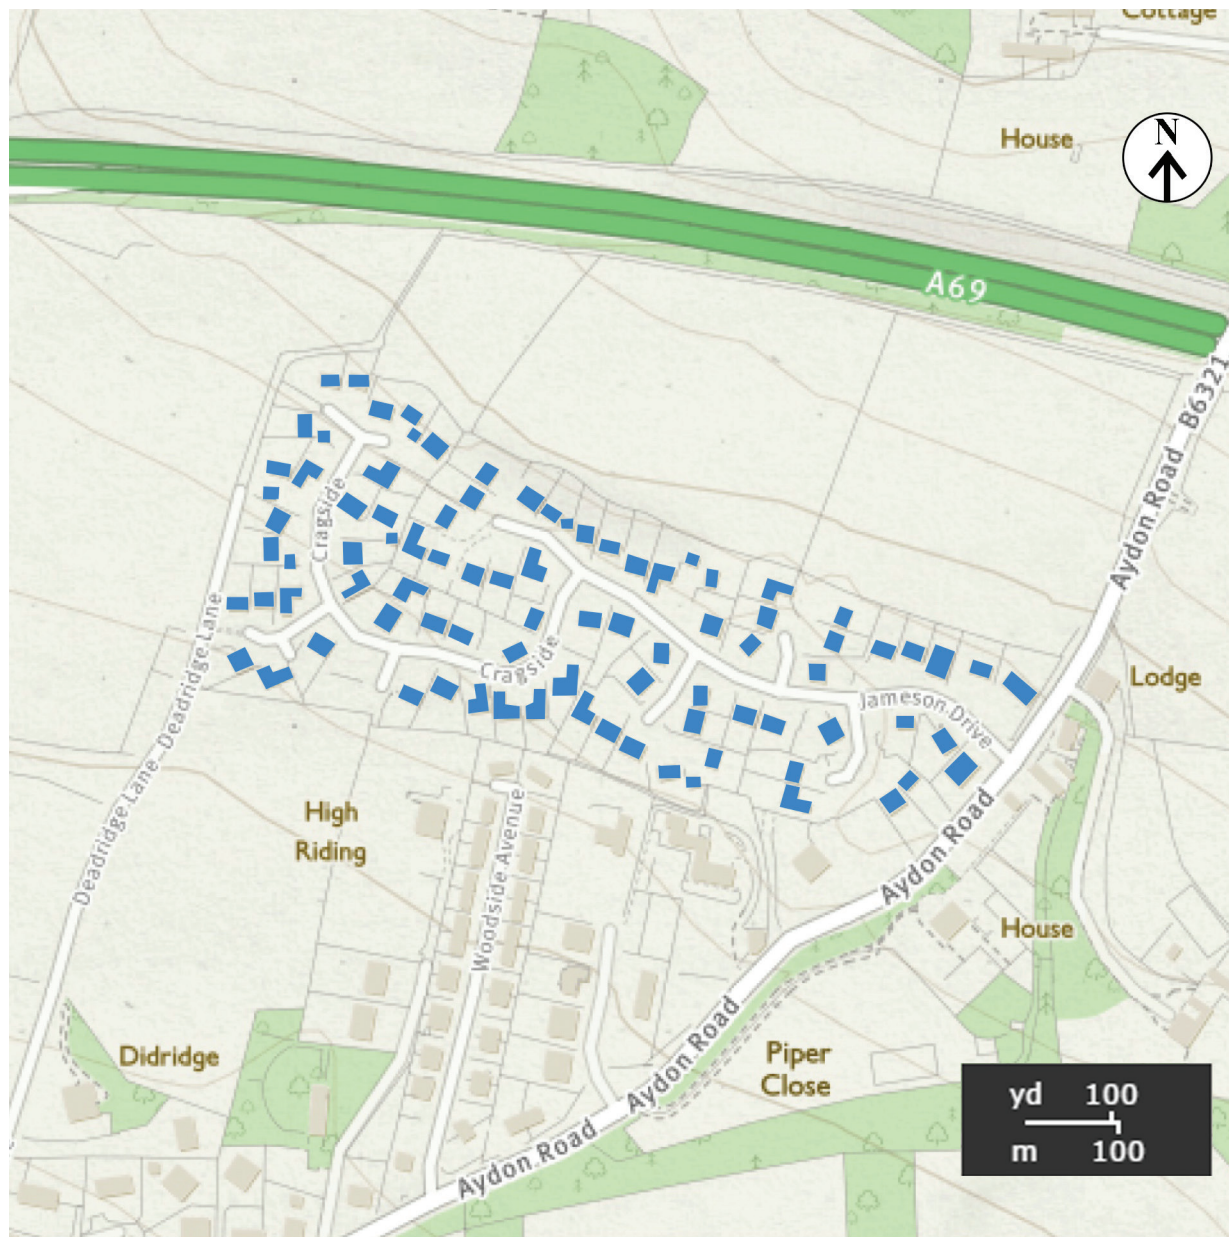 Cottage
N
House
A69
B6321
Aydon Road
Cragside
Deadridge Lane
Deadridge Lane
Cragside
Lodge
Jameson Drive
High
Riding
Woodside Avenue
Aydon Road
House
Aydon Road
Didridge
Piper
Close
Aydon Road
yd 100
m 100